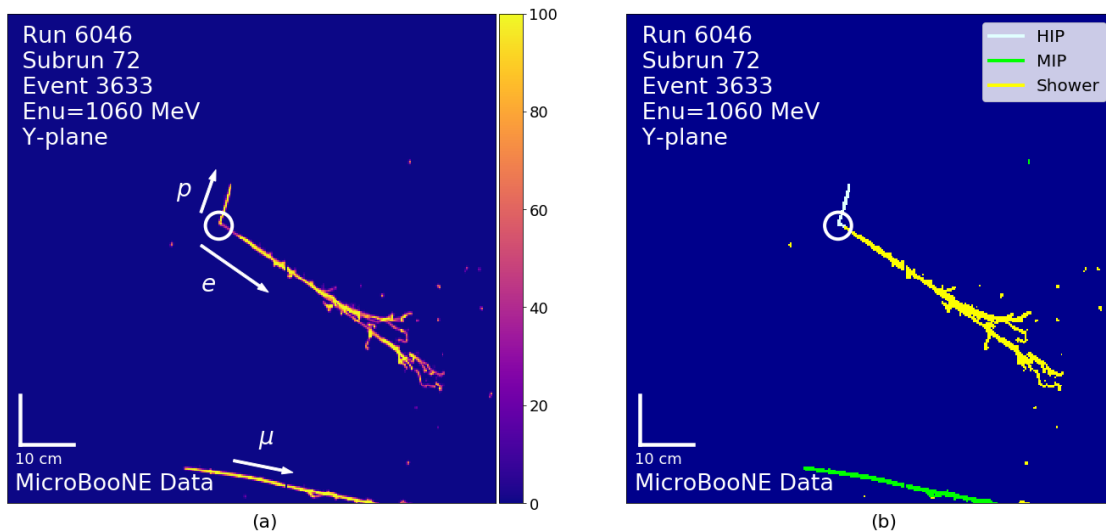 Run 6046
Subrun 72
Event 3633
Enu=1060 MeV
Y-plane
p
e
μ
10 cm
MicroBooNE Data
100
80
60
40
20
0
(a)
Run 6046
Subrun 72
Event 3633
Enu=1060 MeV
Y-plane
HIP
MIP
Shower
10 cm
MicroBooNE Data
(b)